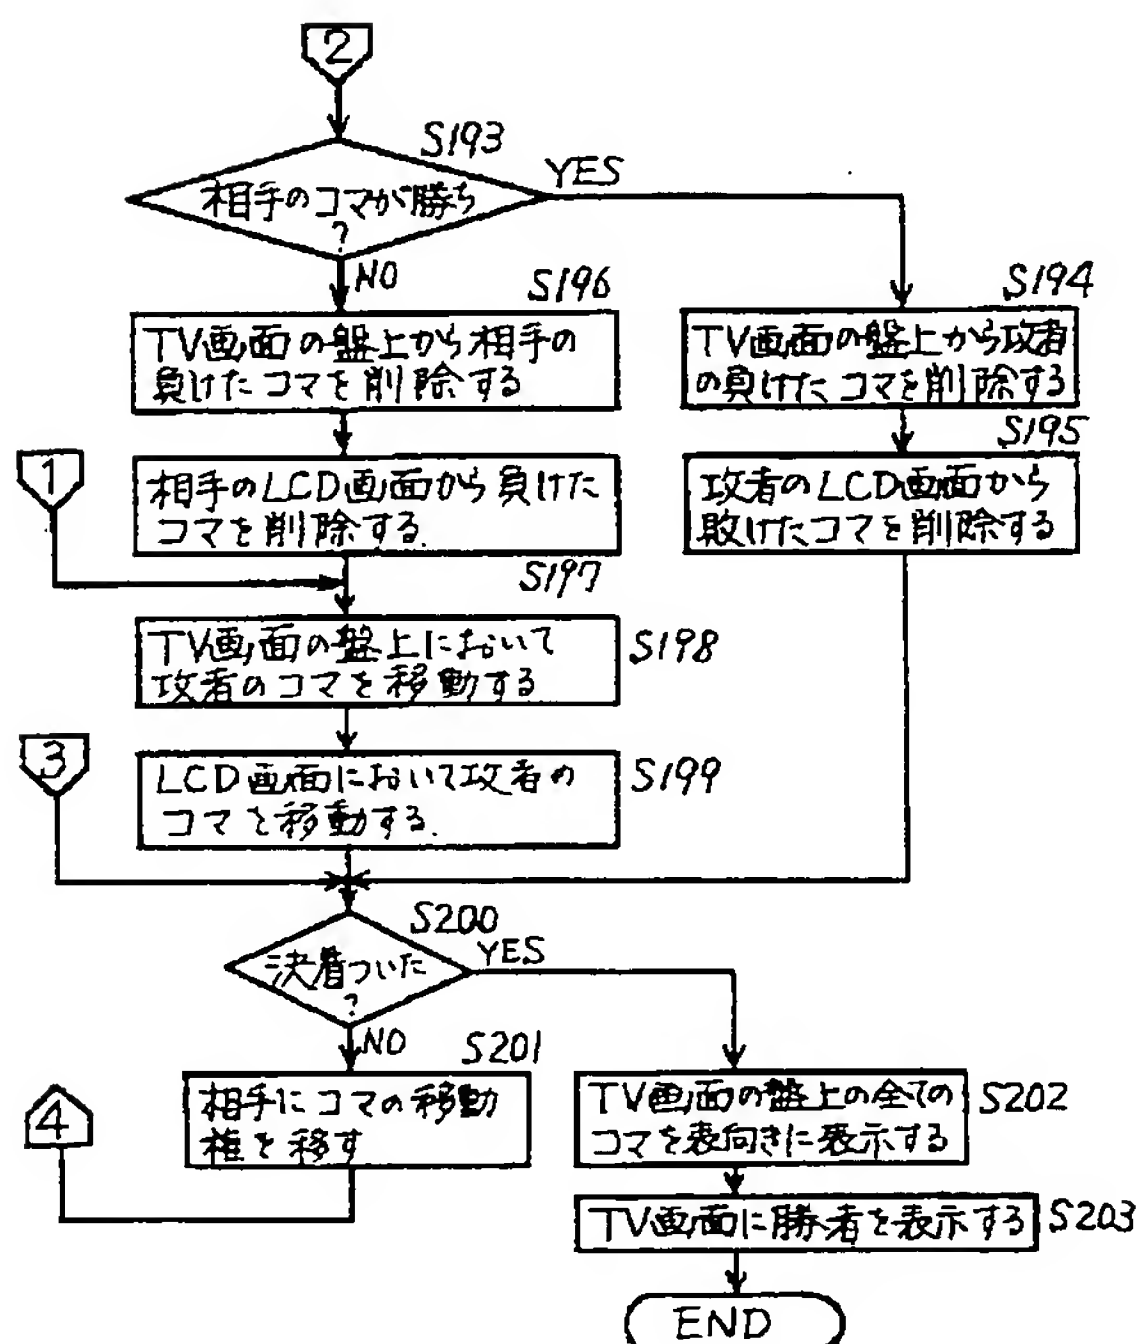 2
S193
相手のコマが勝ち
?
YES
NO
S196
TV画面の盤上から相手の
負けたコマを削除する
S194
TV画面の盤上から攻者
の負けたコマを削除する
S195
攻者のLCD画面から
敗けたコマを削除する
1
相手のLCD画面から負けた
コマを削除する.
S197
TV画面の盤上において
攻者のコマを移動する
S198
3
LCD画面において攻者の
コマを移動する.
S199
S200
決着ついた
?
YES
NO
S201
相手にコマの移動
権を移す
4
TV画面の盤上の全ての
コマを表向きに表示する
S202
TV画面に勝者を表示する
S203
END